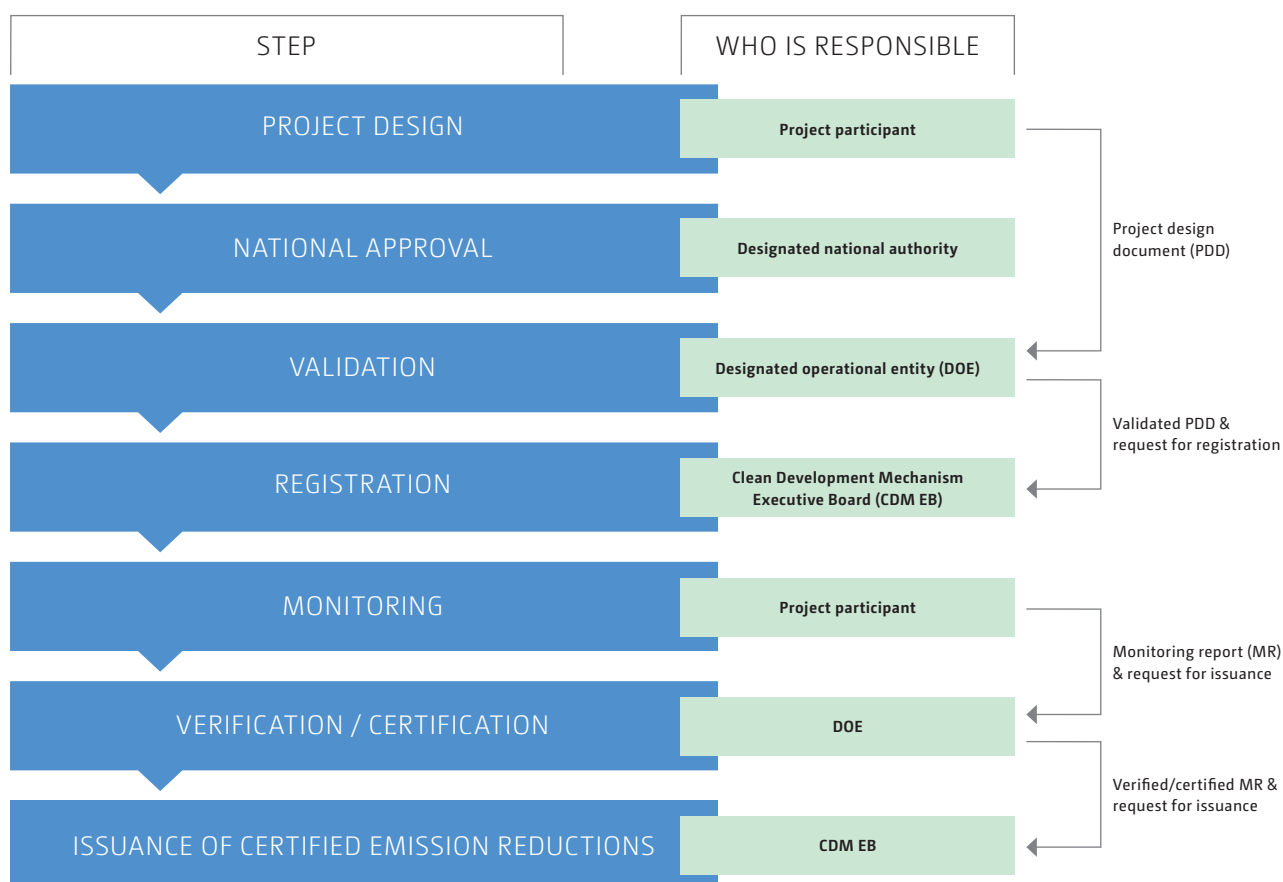 STEP
WHO IS RESPONSIBLE
PROJECT DESIGN
Project participant
NATIONAL APPROVAL
Designated national authority
Project design
document (PDD)
VALIDATION
Designated operational entity (DOE)
Validated PDD &
request for registration
REGISTRATION
Clean Development Mechanism
Executive Board (CDM EB)
MONITORING
Project participant
Monitoring report (MR)
& request for issuance
VERIFICATION / CERTIFICATION
DOE
Verified/certified MR &
request for issuance
ISSUANCE OF CERTIFIED EMISSION REDUCTIONS
CDM EB